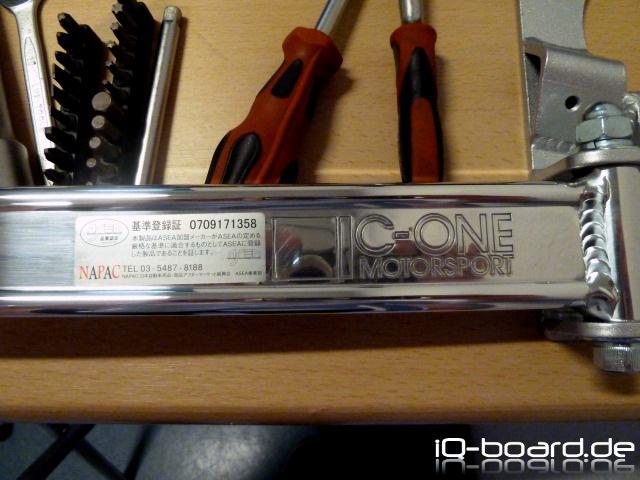 基準登録証 0709171358
本製品はASEA加盟メーカーがASEAの定める
厳格な基準に適合するものとしてASEAに登録
した製品であることを証します。
NAPAC TEL 03-5487-8188
C-ONE
MOTORSPORT
iQ-board.de